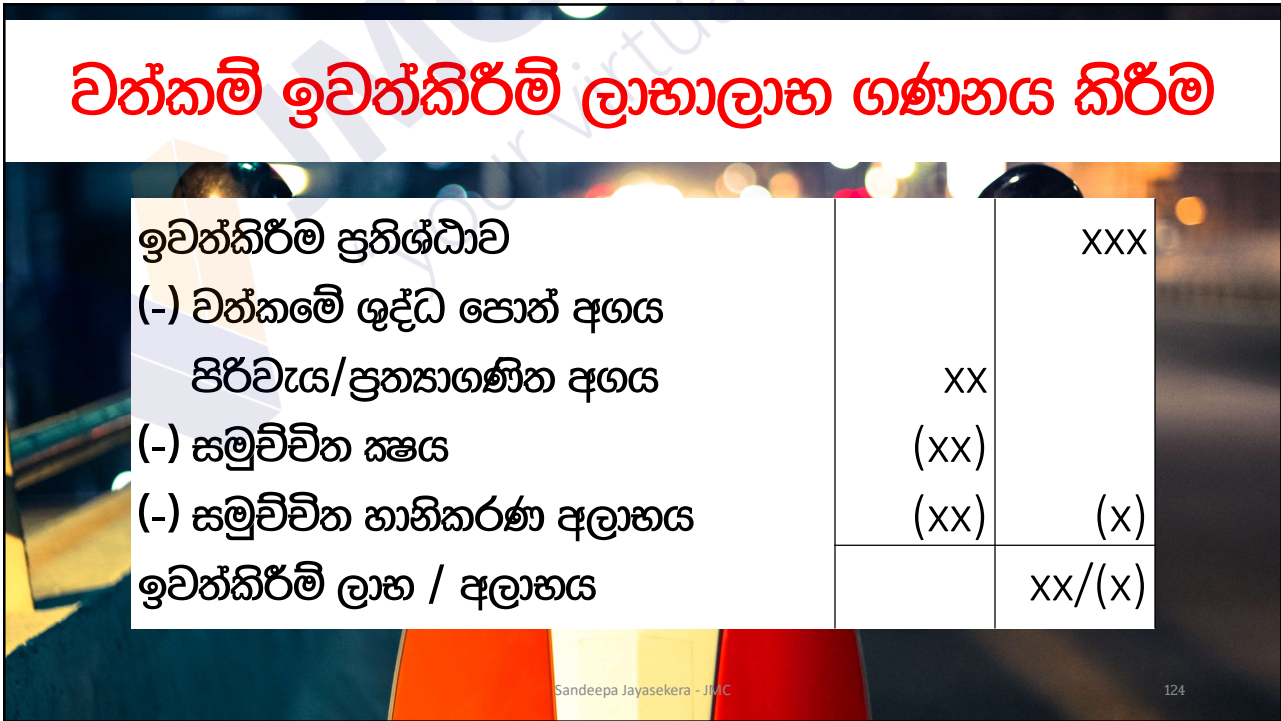 වත්කම් ඉවත්කිරීම් ලාභාලාභ ගණනය කිරීම
ඉවත්කිරීම ප්‍රතිශ්ඨාව xxx
(-) වත්කමේ ශුද්ධ පොත් අගය
පිරිවැය/ප්‍රත්‍යාගණිත අගය xx
(-) සමුච්චිත ක්‍ෂය (xx)
(-) සමුච්චිත හානිකරණ අලාභය (xx) (x)
ඉවත්කිරීම් ලාභ / අලාභය xx/(x)
Sandeepa Jayasekera - JMC 124